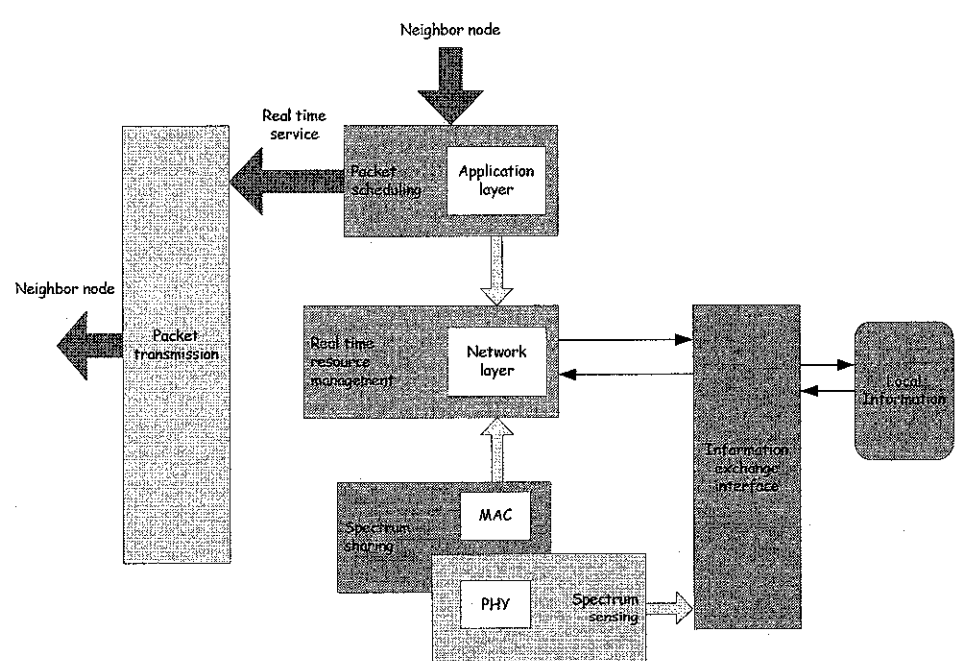 Neighbor node
Real time
service
Packet
scheduling
Application
layer
Neighbor node
Packet
transmission
Real time
resource
management
Network
layer
Local
Information
Information
exchange
interface
Spectrum
sharing
MAC
PHY
Spectrum
sensing